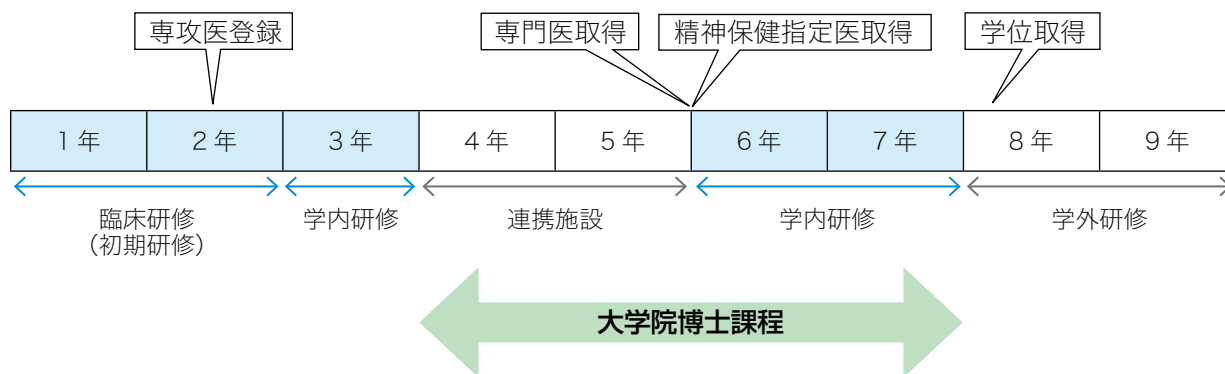 専攻医登録
専門医取得
精神保健指定医取得
学位取得
1年
2年
3年
4年
5年
6年
7年
8年
9年
臨床研修
(初期研修)
学内研修
連携施設
学内研修
学外研修
大学院博士課程